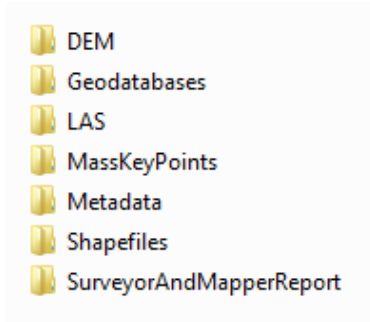 DEM
Geodatabases
LAS
MassKeyPoints
Metadata
Shapefiles
SurveyorAndMapperReport